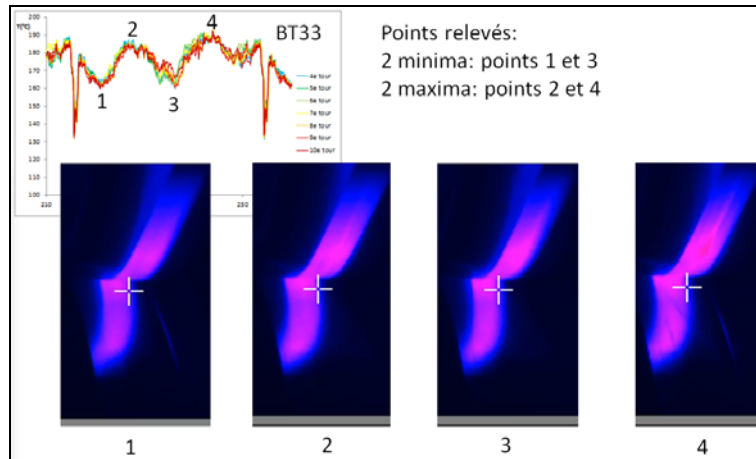 T(°C)
200
190
180
170
160
150
140
130
120
110
100
210
230
2
4
1
3
BT33
4e tour
5e tour
6e tour
7e tour
8e tour
9e tour
10e tour
Points relevés:
2 minima: points 1 et 3
2 maxima: points 2 et 4
1
2
3
4